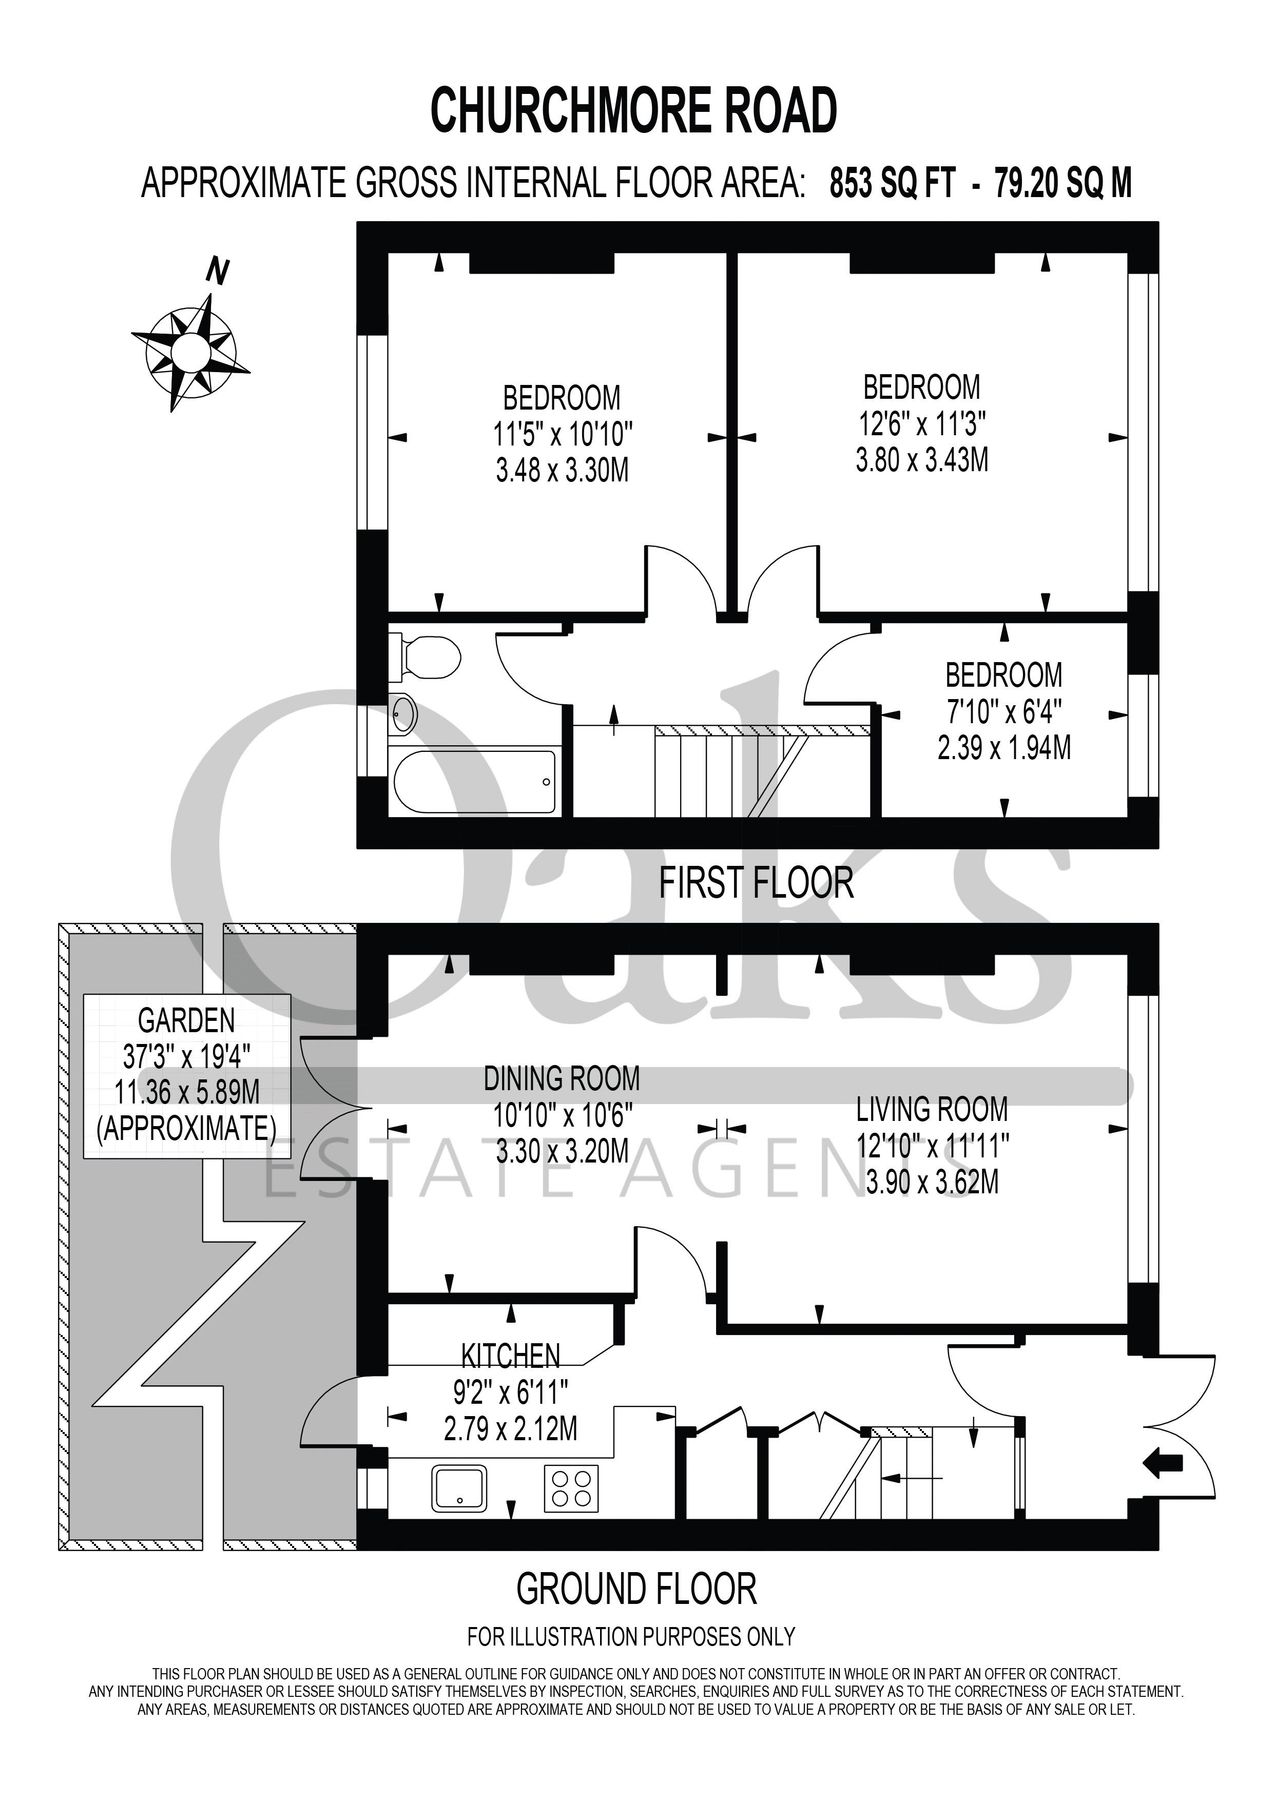 CHURCHMORE ROAD
APPROXIMATE GROSS INTERNAL FLOOR AREA: 853 SQ FT - 79.20 SQ M
N
BEDROOM
11'5" x 10'10"
3.48 x 3.30M
BEDROOM
12'6" x 11'3"
3.80 x 3.43M
BEDROOM
7'10" x 6'4"
2.39 x 1.94M
Oaks
FIRST FLOOR
GARDEN
37'3" x 19'4"
11.36 x 5.89M
(APPROXIMATE)
DINING ROOM
10'10" x 10'6"
3.30 x 3.20M
LIVING ROOM
12'10" x 11'11"
3.90 x 3.62M
ESTATE AGENTS
KITCHEN
9'2" x 6'11"
2.79 x 2.12M
GROUND FLOOR
FOR ILLUSTRATION PURPOSES ONLY
THIS FLOOR PLAN SHOULD BE USED AS A GENERAL OUTLINE FOR GUIDANCE ONLY AND DOES NOT CONSTITUTE IN WHOLE OR IN PART AN OFFER OR CONTRACT.
ANY INTENDING PURCHASER OR LESSEE SHOULD SATISFY THEMSELVES BY INSPECTION, SEARCHES, ENQUIRIES AND FULL SURVEY AS TO THE CORRECTNESS OF EACH STATEMENT.
ANY AREAS, MEASUREMENTS OR DISTANCES QUOTED ARE APPROXIMATE AND SHOULD NOT BE USED TO VALUE A PROPERTY OR BE THE BASIS OF ANY SALE OR LET.